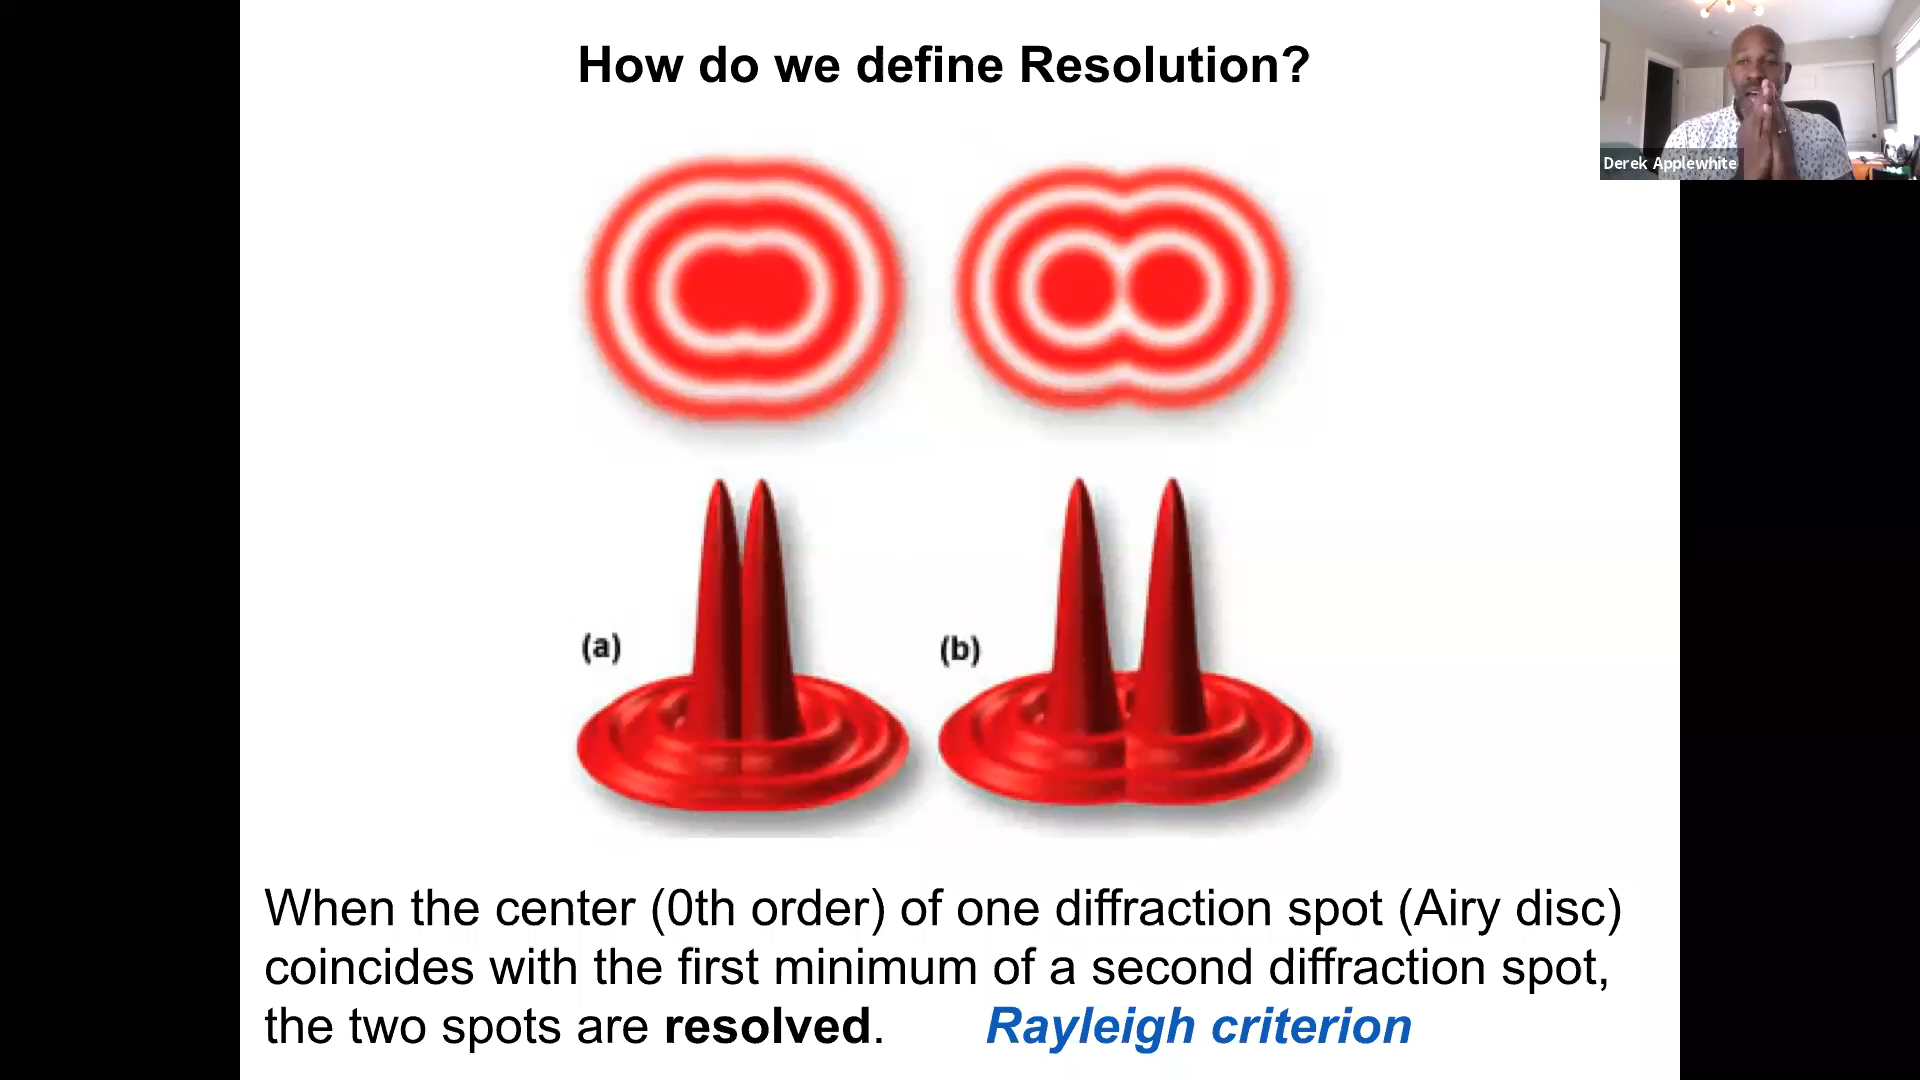 How do we define Resolution?
Derek Applewhite
(a)
(b)
When the center (0th order) of one diffraction spot (Airy disc)
coincides with the first minimum of a second diffraction spot,
the two spots are resolved. Rayleigh criterion